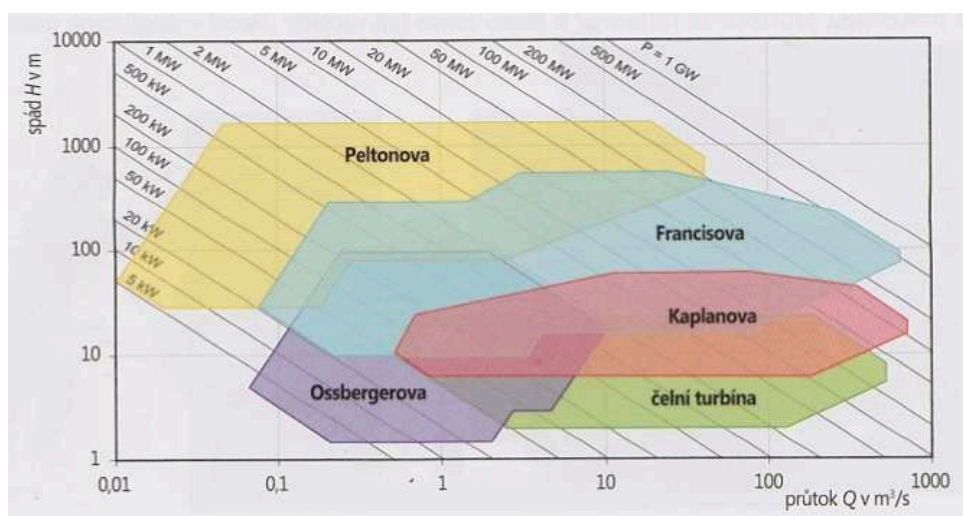 10000
1000
100
10
1
spád H v m
1 MW
2 MW
5 MW
10 MW
20 MW
50 MW
100 MW
200 MW
500 MW
P = 1 GW
500 kW
200 kW
100 kW
50 kW
20 kW
10 kW
5 kW
Peltonova
Francisova
Kaplanova
Ossbergerova
čelní turbína
0,01
0,1
1
10
100
1000
průtok Q v m³/s